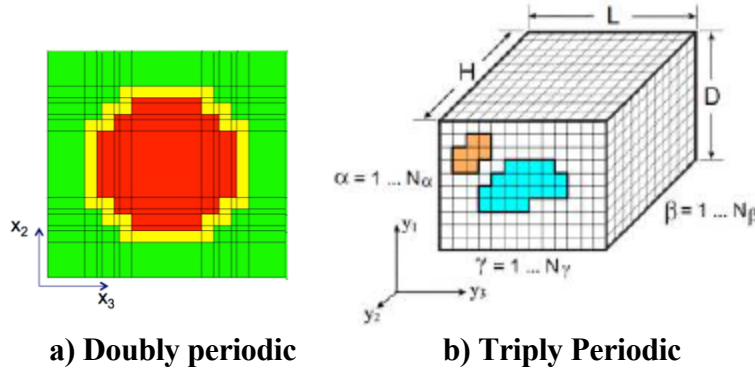 x₂
x₃
a) Doubly periodic
L
H
D
α = 1 ... Nα
β = 1 ... Nβ
γ = 1 ... Nγ
y₁
y₂
y₃
b) Triply Periodic